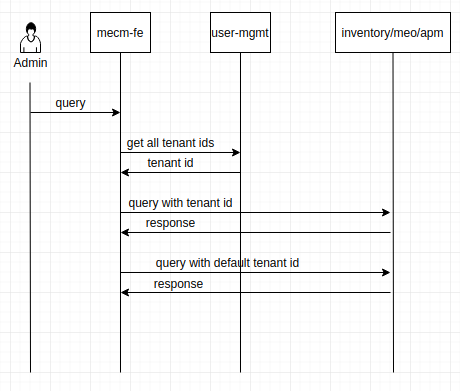 mecm-fe
user-mgmt
inventory/meo/apm
Admin
query
get all tenant ids
tenant id
query with tenant id
response
query with default tenant id
response